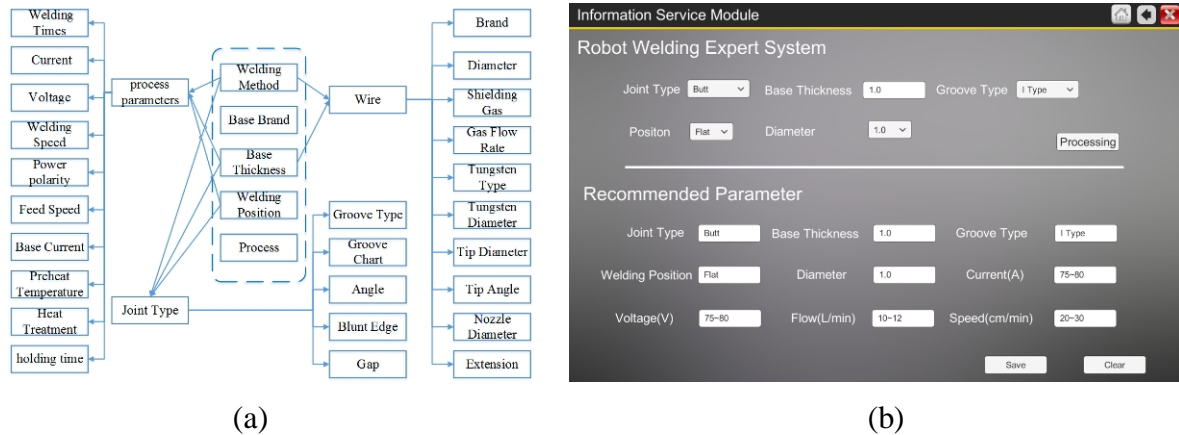 Welding
Times
Current
Voltage
Welding
Speed
Power
polarity
Feed Speed
Base Current
Preheat
Temperature
Heat
Treatment
holding time
process
parameters
Joint Type
Welding
Method
Base Brand
Base
Thickness
Welding
Position
Process
Wire
Groove Type
Groove
Chart
Angle
Blunt Edge
Gap
Brand
Diameter
Shielding
Gas
Gas Flow
Rate
Tungsten
Type
Tungsten
Diameter
Tip Diameter
Tip Angle
Nozzle
Diameter
Extension
(a)
Information Service Module
Robot Welding Expert System
Joint Type Butt Base Thickness 1.0 Groove Type I Type
Positon Flat Diameter 1.0
Processing
Recommended Parameter
Joint Type Butt Base Thickness 1.0 Groove Type I Type
Welding Position Flat Diameter 1.0 Current(A) 75~80
Voltage(V) 75~80 Flow(L/min) 10~12 Speed(cm/min) 20~30
Save Clear
(b)